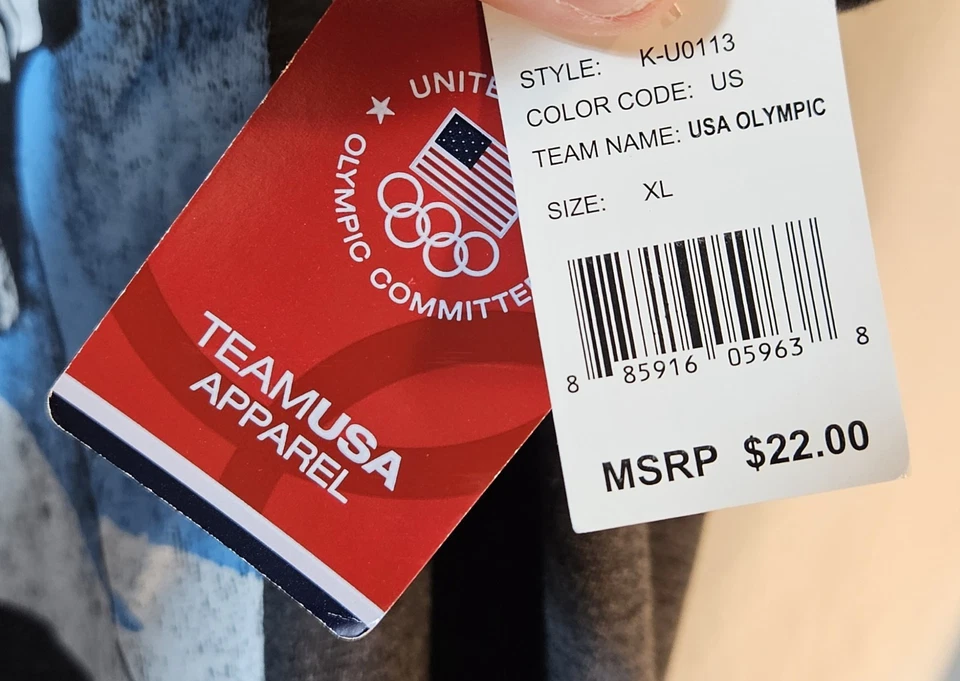 UNITE
OLYMPIC COMMITTE
TEAMUSA
APPAREL
STYLE: K-U0113
COLOR CODE: US
TEAM NAME: USA OLYMPIC
SIZE: XL
8 85916 05963 8
MSRP $22.00